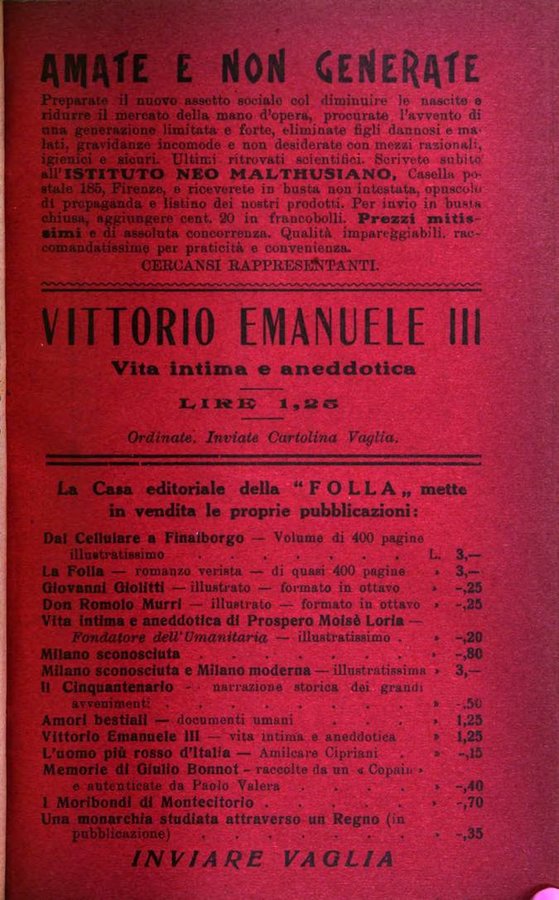 AMATE E NON GENERATE
Preparate il nuovo assetto sociale col diminuire le nascite e
ridurre il mercato della mano d'opera, procurate l'avvento di
una generazione limitata e forte, eliminate figli dannosi e ma-
lati, gravidanze incomode e non desiderate con mezzi razionali,
igienici e sicuri. Ultimi ritrovati scientifici. Scrivete subito
all'ISTITUTO NEO MALTHUSIANO, Casella po-
stale 185, Firenze, e riceverete in busta non intestata, opuscolo
di propaganda e listino dei nostri prodotti. Per invio in busta
chiusa, aggiungere cent. 20 in francobolli. Prezzi mitis-
simi e di assoluta concorrenza. Qualità impareggiabili, rac-
comandatissime per praticità e convenienza.
CERCANSI RAPPRESENTANTI.
VITTORIO EMANUELE III
Vita intima e aneddotica
LIRE 1,25
Ordinate. Inviate Cartolina Vaglia.
La Casa editoriale della "FOLLA„ mette
in vendita le proprie pubblicazioni:
Dal Cellulare a Finalborgo — Volume di 400 pagine
illustratissimo . . . . . . . L. 3,—
La Folla — romanzo verista — di quasi 400 pagine » 3,—
Giovanni Giolitti — illustrato — formato in ottavo » -,25
Don Romolo Murri — illustrato — formato in ottavo » -,25
Vita intima e aneddotica di Prospero Moisè Loria —
Fondatore dell'Umanitaria — illustratissimo . » -,20
Milano sconosciuta . . . . . . . » -,80
Milano sconosciuta e Milano moderna — illustratissima » 3,—
Il Cinquantenario - narrazione storica dei grandi
avvenimenti . . . . . . . » -,50
Amori bestiali — documenti umani . . . . » 1,25
Vittorio Emanuele III — vita intima e aneddotica » 1,25
L'uomo più rosso d'Italia — Amilcare Cipriani . » -,15
Memorie di Giulio Bonnot - raccolte da un « Copain »
e autenticate da Paolo Valera . . . . » -,40
I Moribondi di Montecitorio . . . . . . » -,70
Una monarchia studiata attraverso un Regno (in
pubblicazione) . . . . . . . » -,35
INVIARE VAGLIA